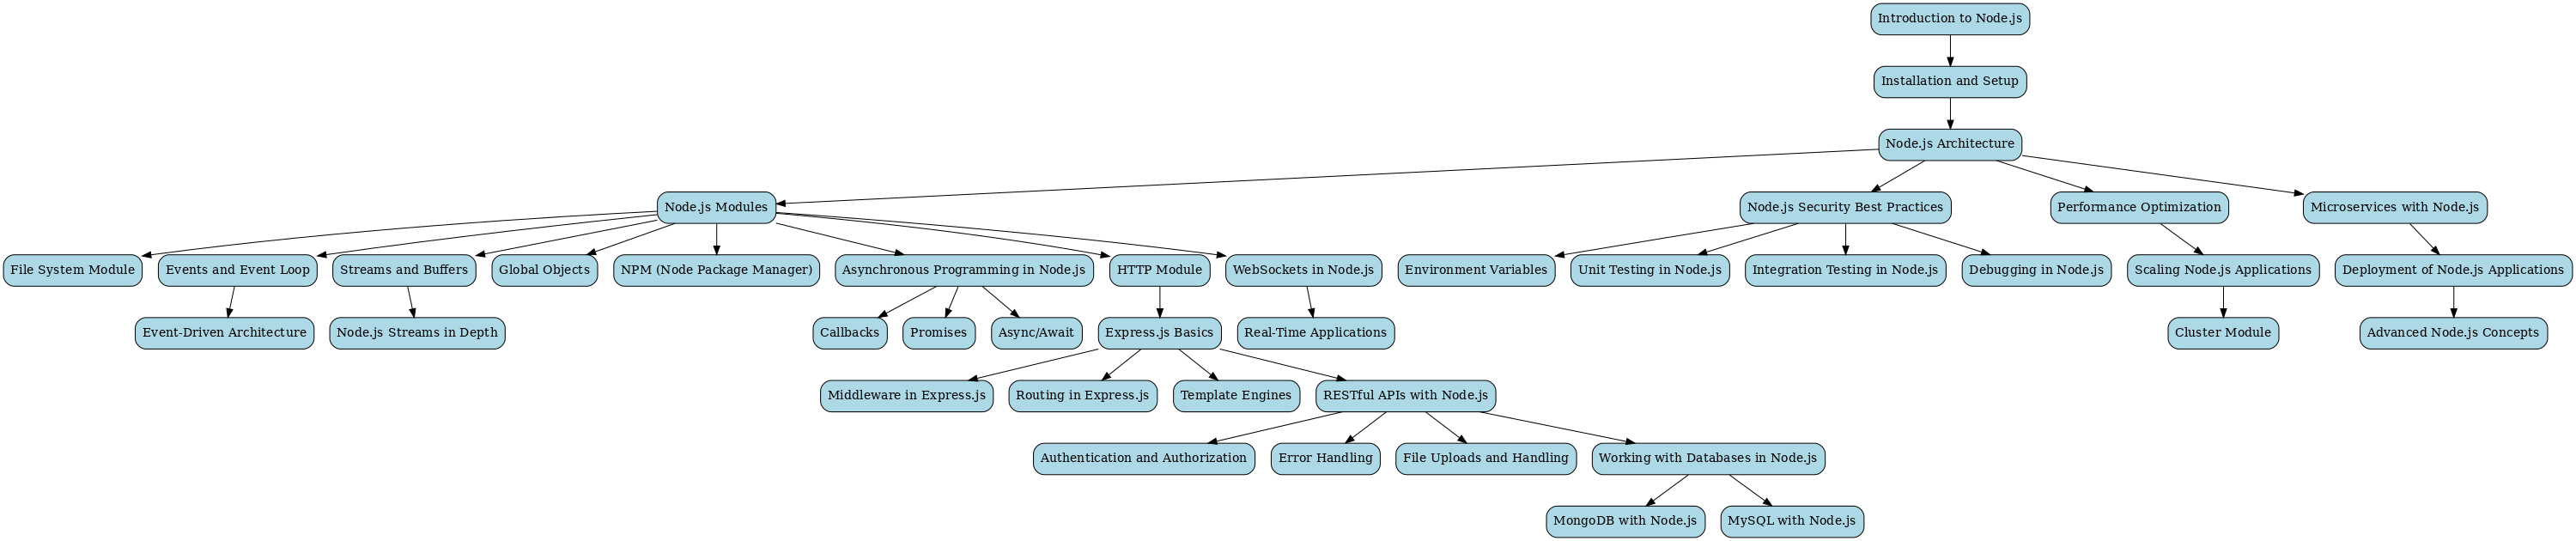 Introduction to Node.js
Installation and Setup
Node.js Architecture
Node.js Modules
Node.js Security Best Practices
Performance Optimization
Microservices with Node.js
File System Module
Events and Event Loop
Streams and Buffers
Global Objects
NPM (Node Package Manager)
Asynchronous Programming in Node.js
HTTP Module
WebSockets in Node.js
Environment Variables
Unit Testing in Node.js
Integration Testing in Node.js
Debugging in Node.js
Scaling Node.js Applications
Deployment of Node.js Applications
Event-Driven Architecture
Node.js Streams in Depth
Callbacks
Promises
Async/Await
Express.js Basics
Real-Time Applications
Cluster Module
Advanced Node.js Concepts
Middleware in Express.js
Routing in Express.js
Template Engines
RESTful APIs with Node.js
Authentication and Authorization
Error Handling
File Uploads and Handling
Working with Databases in Node.js
MongoDB with Node.js
MySQL with Node.js